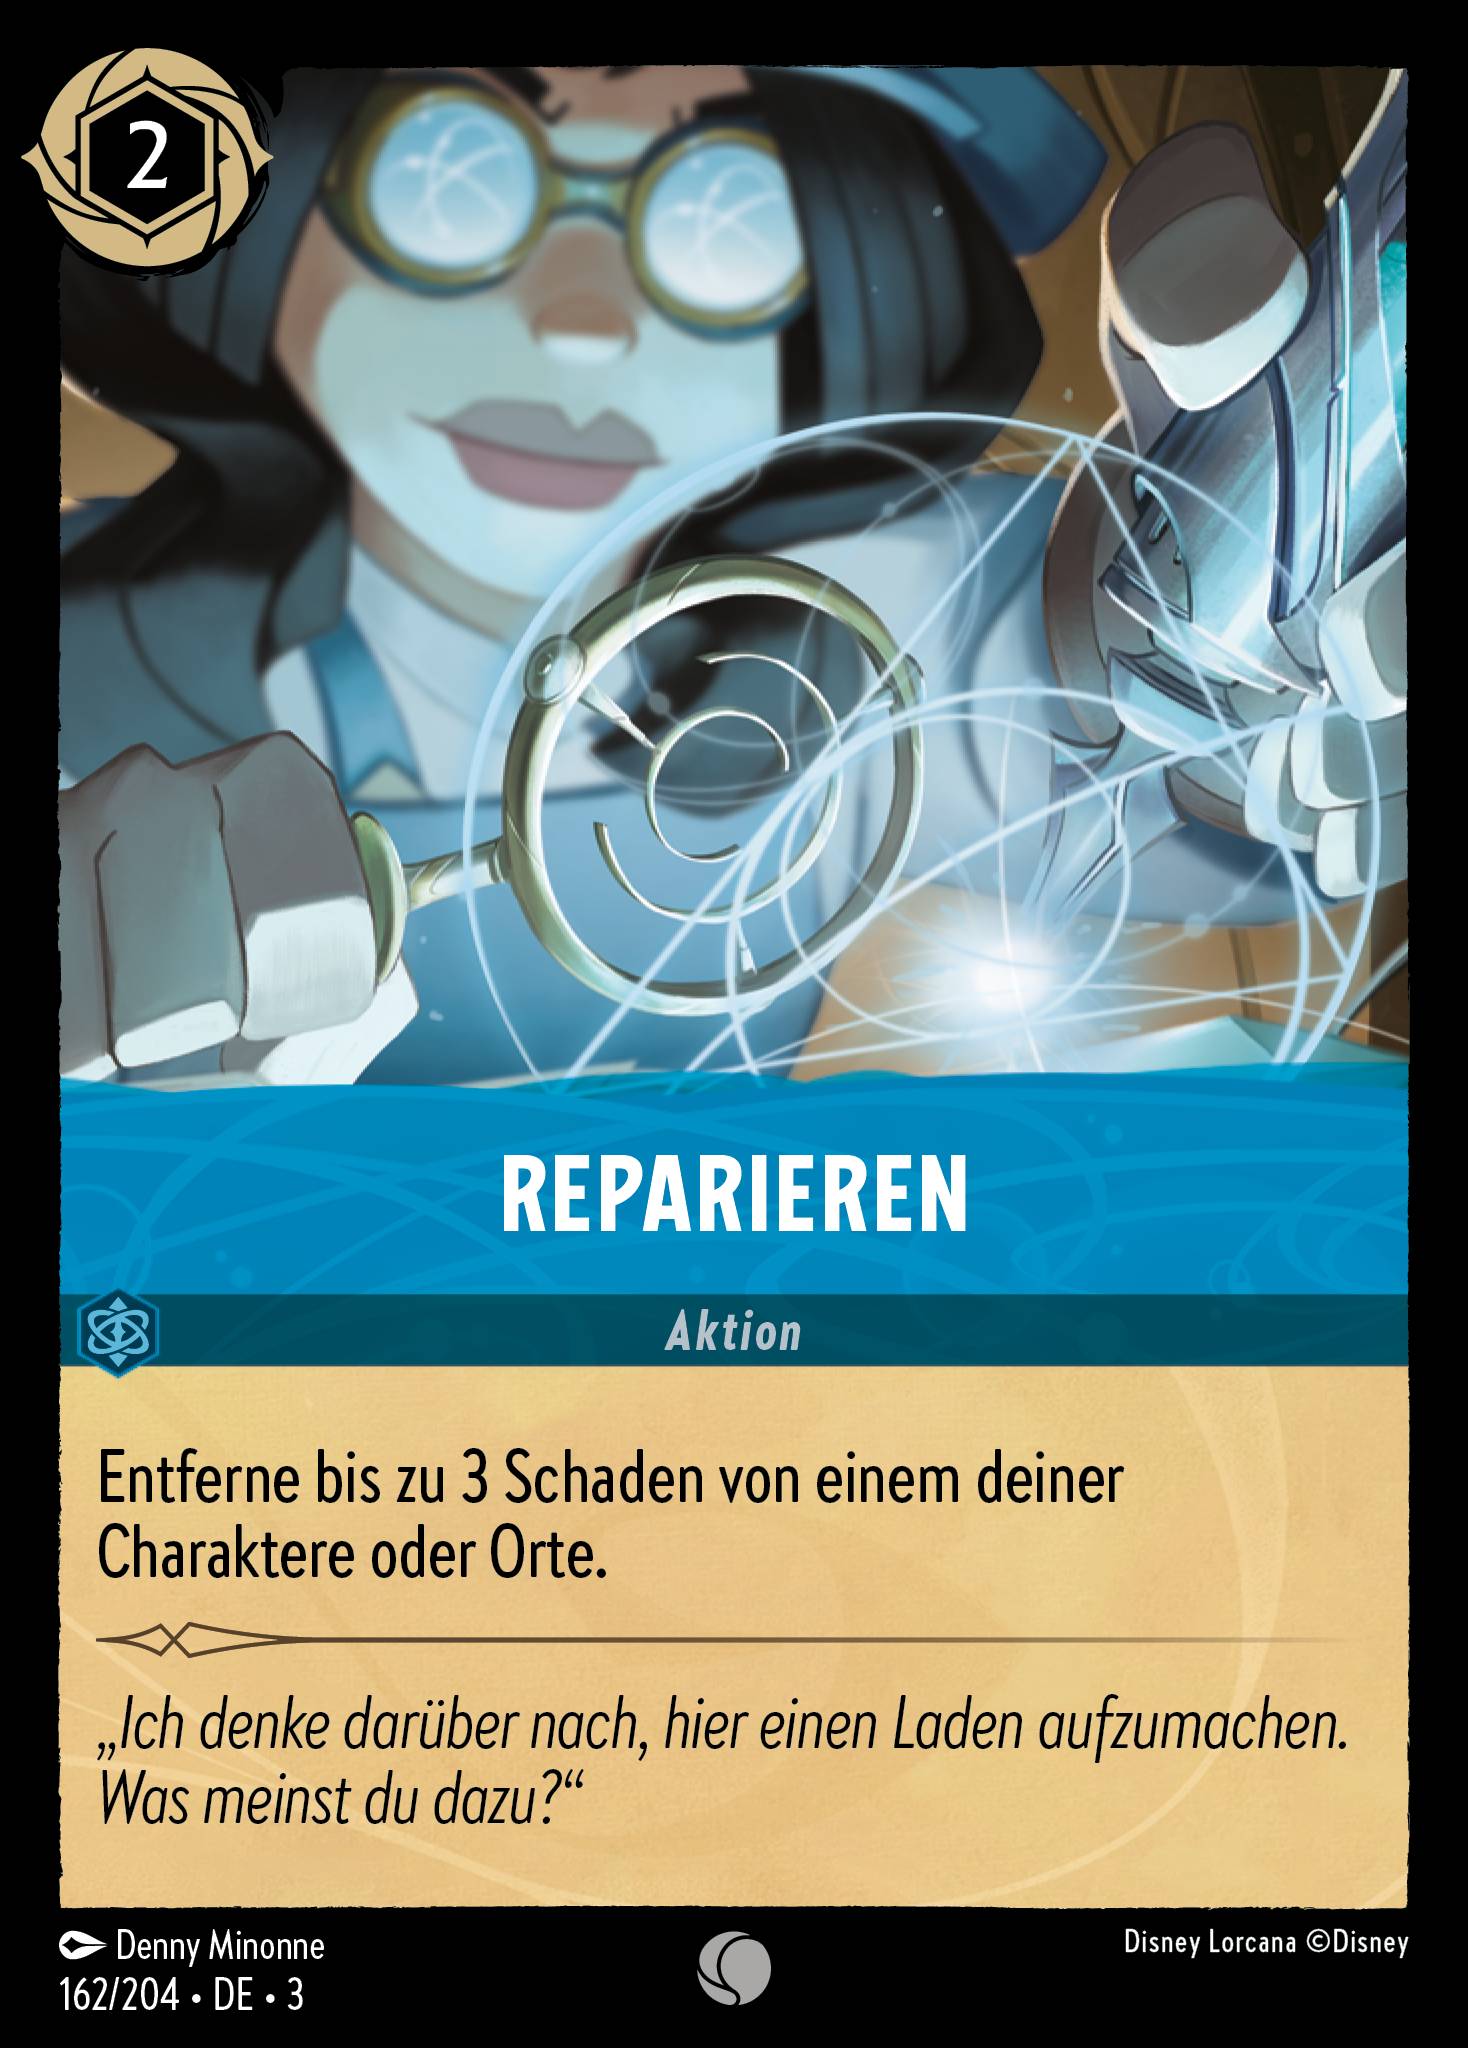 2
REPARIEREN
Aktion
Entferne bis zu 3 Schaden von einem deiner
Charaktere oder Orte.
„Ich denke darüber nach, hier einen Laden aufzumachen.
Was meinst du dazu?“
Denny Minonne
Disney Lorcana ©Disney
162/204 • DE • 3